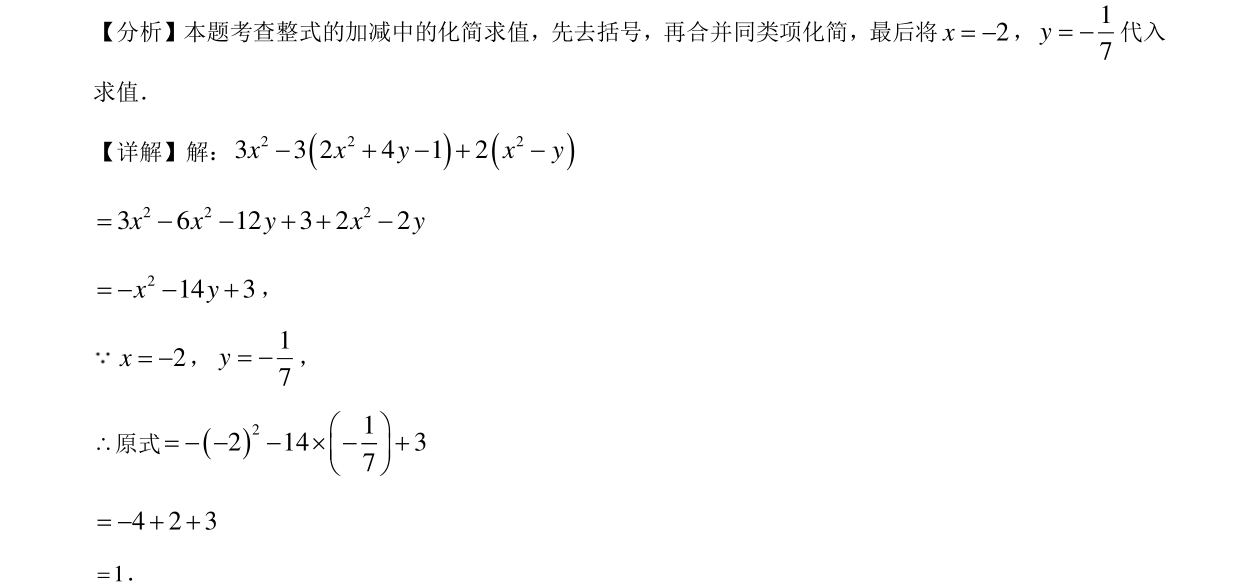 【分析】本题考查整式的加减中的化简求值，先去括号，再合并同类项化简，最后将 x = −2， y = −1/7 代入
求值．
【详解】解：3x² − 3(2x² + 4y − 1) + 2(x² − y)
= 3x² − 6x² − 12y + 3 + 2x² − 2y
= −x² − 14y + 3，
∵ x = −2， y = −1/7，
∴原式 = −(−2)² − 14×(−1/7) + 3
= −4 + 2 + 3
= 1．